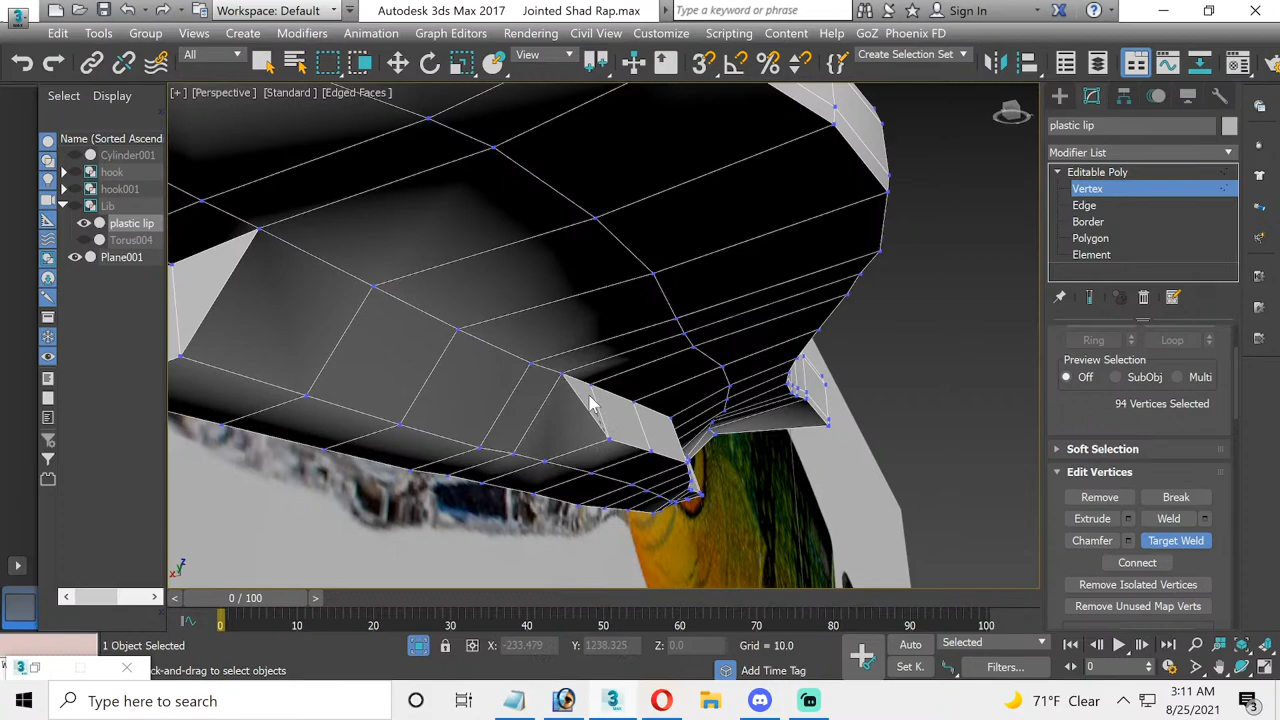 Workspace: Default
Autodesk 3ds Max 2017
Jointed Shad Rap.max
Type a keyword or phrase
Sign In
File
Edit Tools Group Views Create Modifiers Animation Graph Editors Rendering Civil View Customize Scripting Content Help GoZ Phoenix FD
All
View
Create Selection Set
Select Display
[+] [Perspective] [Standard] [Edged Faces]
Name (Sorted Ascend
Cylinder001
hook
hook001
Lib
plastic lip
Torus004
Plane001
plastic lip
Modifier List
Editable Poly
Vertex
Edge
Border
Polygon
Element
Ring Loop
Preview Selection
Off SubObj Multi
94 Vertices Selected
Soft Selection
Edit Vertices
Remove Break
Extrude Weld
Chamfer Target Weld
Connect
Remove Isolated Vertices
Remove Unused Map Verts
z
y
x
0 / 100
0 10 20 30 40 50 60 70 80 90 100
1 Object Selected
X: -233.479 Y: 1238.325 Z: 0.0
Grid = 10.0
Auto Selected
ck-and-drag to select objects
Add Time Tag
Set K. Filters...
0
Type here to search
71°F Clear
3:11 AM
8/25/2021
3